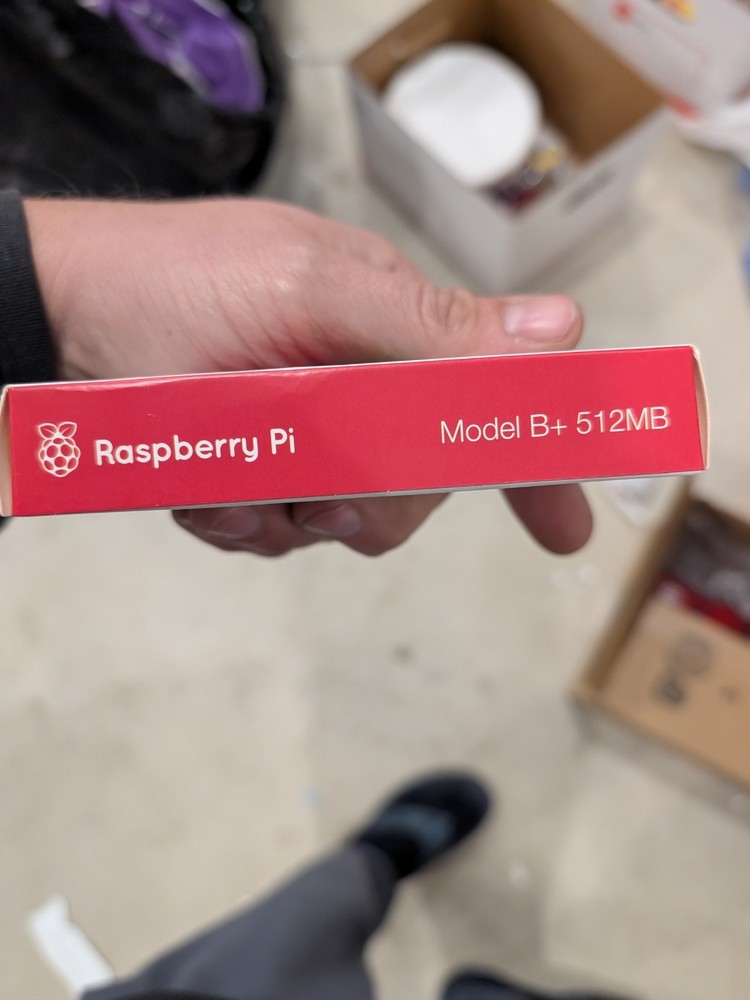 Raspberry Pi
Model B+ 512MB